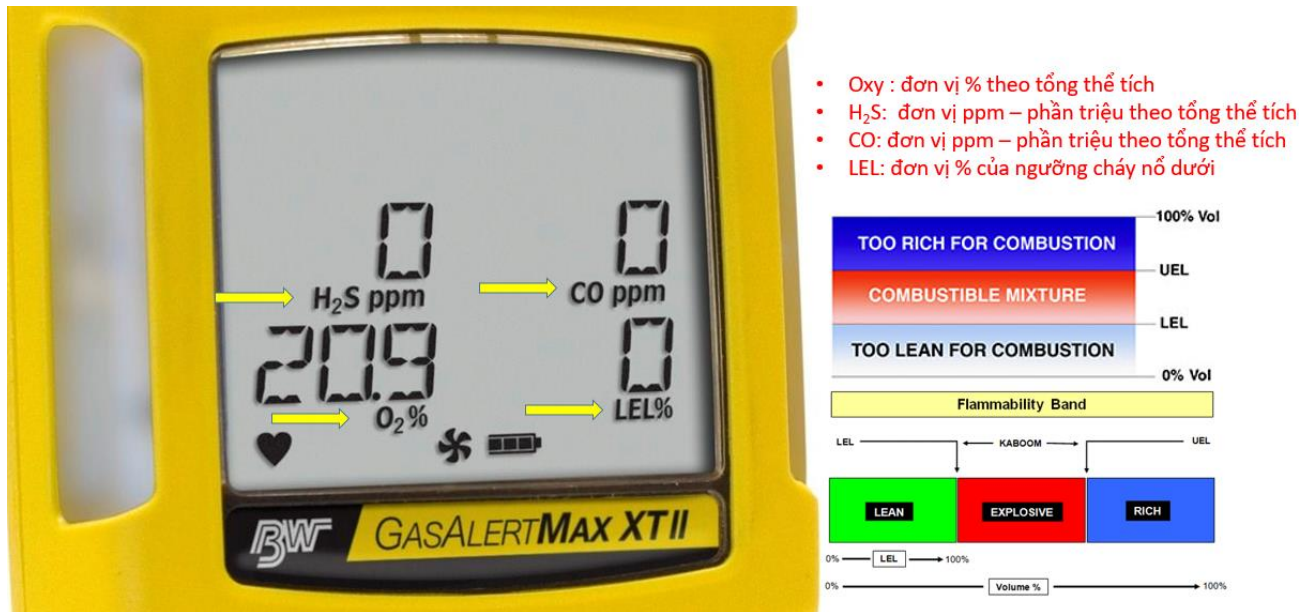 0
0
H₂S ppm
CO ppm
20.9
0
O₂%
LEL%
BW GASALERTMAX XT II
• Oxy : đơn vị % theo tổng thể tích
• H₂S: đơn vị ppm – phần triệu theo tổng thể tích
• CO: đơn vị ppm – phần triệu theo tổng thể tích
• LEL: đơn vị % của ngưỡng cháy nổ dưới
100% Vol
TOO RICH FOR COMBUSTION
UEL
COMBUSTIBLE MIXTURE
LEL
TOO LEAN FOR COMBUSTION
0% Vol
Flammability Band
LEL KABOOM UEL
LEAN EXPLOSIVE RICH
0% LEL 100%
0% Volume % 100%